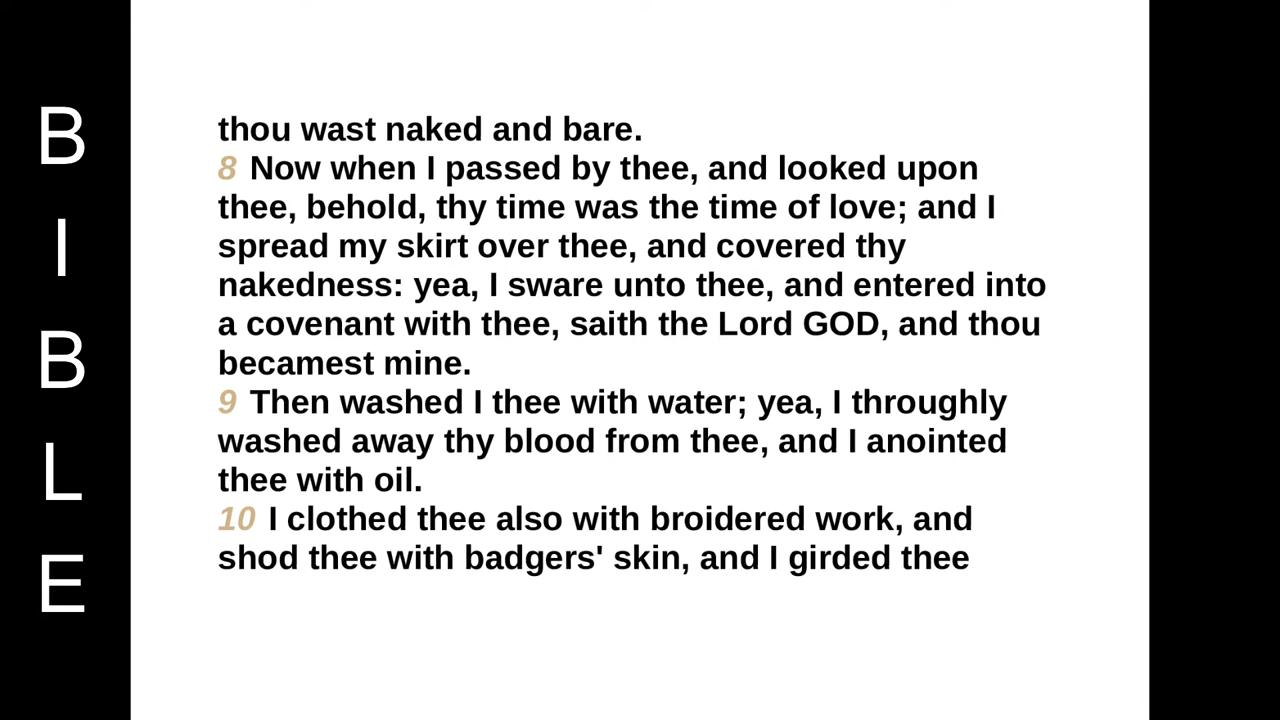 BIBLE
thou wast naked and bare.
8 Now when I passed by thee, and looked upon
thee, behold, thy time was the time of love; and I
spread my skirt over thee, and covered thy
nakedness: yea, I sware unto thee, and entered into
a covenant with thee, saith the Lord GOD, and thou
becamest mine.
9 Then washed I thee with water; yea, I throughly
washed away thy blood from thee, and I anointed
thee with oil.
10 I clothed thee also with broidered work, and
shod thee with badgers' skin, and I girded thee